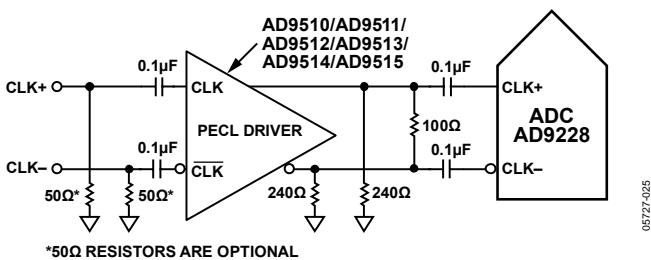 AD9510/AD9511/
AD9512/AD9513/
AD9514/AD9515
0.1µF
0.1µF
CLK+
CLK
CLK+
PECL DRIVER
ADC
AD9228
100Ω
0.1µF
0.1µF
CLK–
CLK
CLK–
50Ω*
50Ω*
240Ω
240Ω
*50Ω RESISTORS ARE OPTIONAL
05727-025